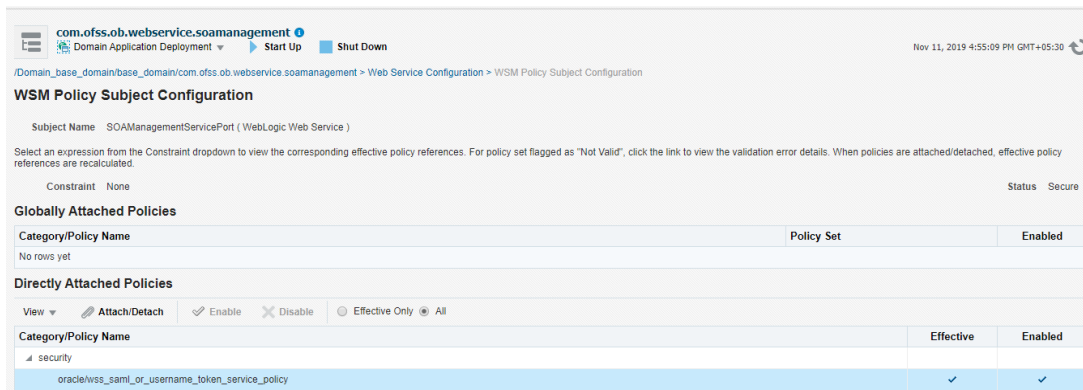 com.ofss.ob.webservice.soamanagement
Domain Application Deployment Start Up Shut Down
Nov 11, 2019 4:55:09 PM GMT+05:30
/Domain_base_domain/base_domain/com.ofss.ob.webservice.soamanagement > Web Service Configuration > WSM Policy Subject Configuration
WSM Policy Subject Configuration
Subject Name SOAManagementServicePort ( WebLogic Web Service )
Select an expression from the Constraint dropdown to view the corresponding effective policy references. For policy set flagged as "Not Valid", click the link to view the validation error details. When policies are attached/detached, effective policy
references are recalculated.
Constraint None Status Secure
Globally Attached Policies
Category/Policy Name Policy Set Enabled
No rows yet
Directly Attached Policies
View Attach/Detach Enable Disable Effective Only All
Category/Policy Name Effective Enabled
security
oracle/wss_saml_or_username_token_service_policy